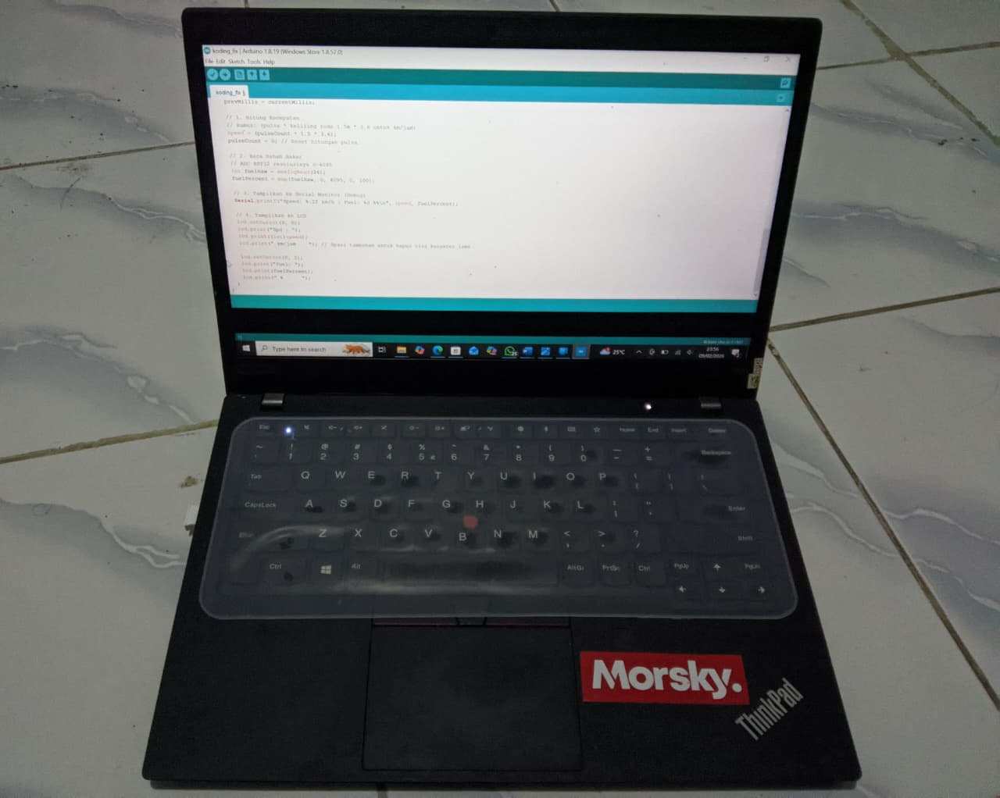 koding_fix | Arduino 1.8.19 (Windows Store 1.8.57.0)
File Edit Sketch Tools Help
koding_fix §
prevMillis = currentMillis;
// 1. Hitung Kecepatan
// Rumus: (pulsa * keliling roda 1.5m * 3.6 untuk km/jam)
speed = (pulseCount * 1.5 * 3.6);
pulseCount = 0; // Reset hitungan pulsa
// 2. Baca Bahan Bakar
// ADC ESP32 resolusinya 0-4095
int fuelRaw = analogRead(34);
fuelPercent = map(fuelRaw, 0, 4095, 0, 100);
// 3. Tampilkan ke Serial Monitor (Debug)
Serial.printf("Speed: %.2f km/h | Fuel: %d %%\n", speed, fuelPercent);
// 4. Tampilkan ke LCD
lcd.setCursor(0, 0);
lcd.print("Spd : ");
lcd.print((int)speed);
lcd.print(" km/jam    "); // Spasi tambahan untuk hapus sisa karakter lama
lcd.setCursor(0, 1);
lcd.print("Fuel: ");
lcd.print(fuelPercent);
lcd.print(" %     ");
}
}
Type here to search
25
25°C
23:56
09/02/2026
Esc Home End Insert Delete
~ ! @ # $ % ^ & * ( ) — +
` 1 2 3 4 5 € 6 7 8 9 0 - = Backspace
Tab Q W E R T Y U I O P { } |
[ ] \
CapsLock A S D F G H J K L : " Enter
; '
Shift Z X C V B N M < > ? Shift
, . /
Ctrl Alt AltGr PrtSc Ctrl PgUp ↑ PgDn
← ↓ →
Morsky.
ThinkPad